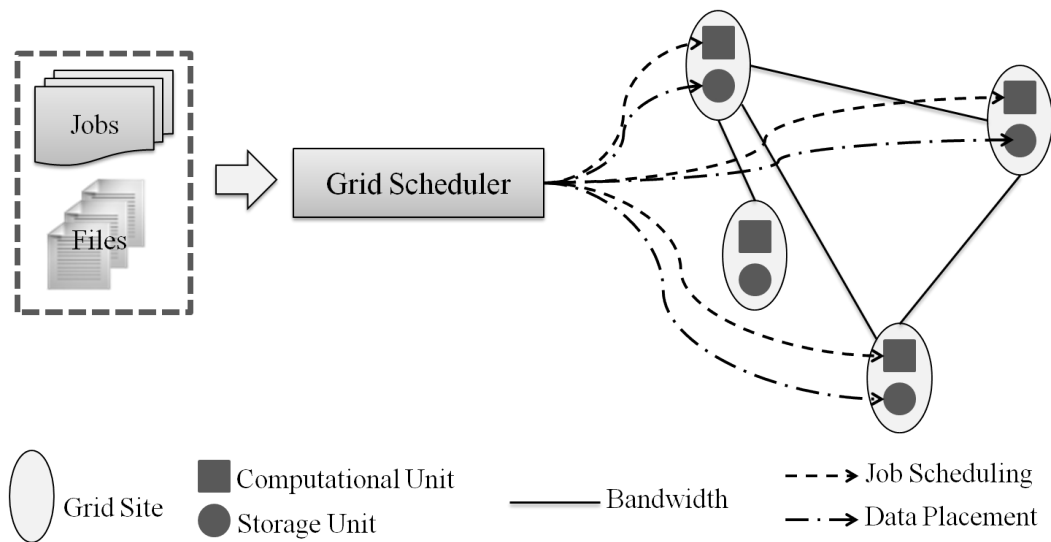 Jobs
Files
Grid Scheduler
Grid Site
Computational Unit
Storage Unit
Bandwidth
Job Scheduling
Data Placement